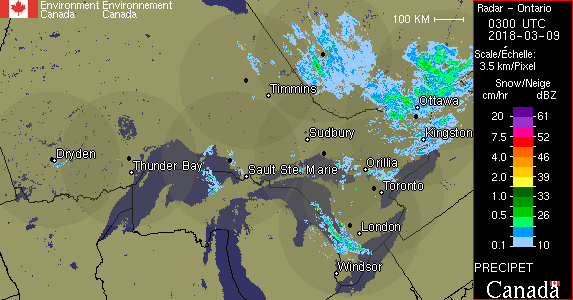 Environment Environnement
Canada Canada
100 KM
Timmins
Ottawa
Sudbury
Kingston
Dryden
Thunder Bay
Sault Ste-Marie
Orillia
Toronto
London
Windsor
Radar - Ontario
0300 UTC
2018-03-09
Scale/Échelle:
3.5 km/Pixel
Snow/Neige
cm/hr dBZ
20 61
7.5 52
4.0 46
2.0 39
1.0 33
0.5 26
0.1 10
PRECIPET
Canada